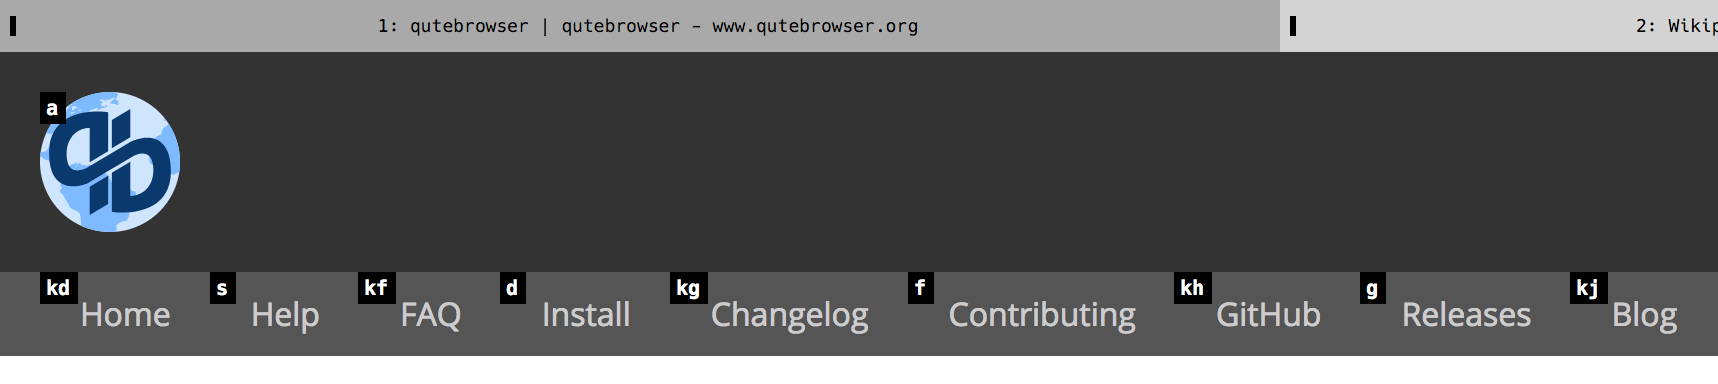 1: qutebrowser | qutebrowser - www.qutebrowser.org 2: Wikip
a
kd s kf d kg f kh g kj
Home Help FAQ Install Changelog Contributing GitHub Releases Blog